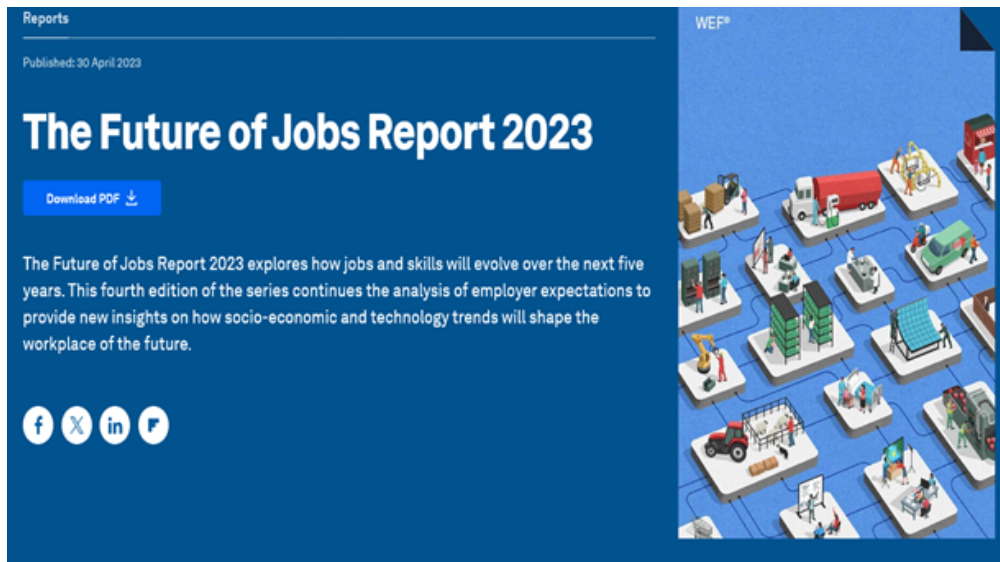 Reports
WEF®
Published: 30 April 2023
The Future of Jobs Report 2023
Download PDF
The Future of Jobs Report 2023 explores how jobs and skills will evolve over the next five
years. This fourth edition of the series continues the analysis of employer expectations to
provide new insights on how socio-economic and technology trends will shape the
workplace of the future.